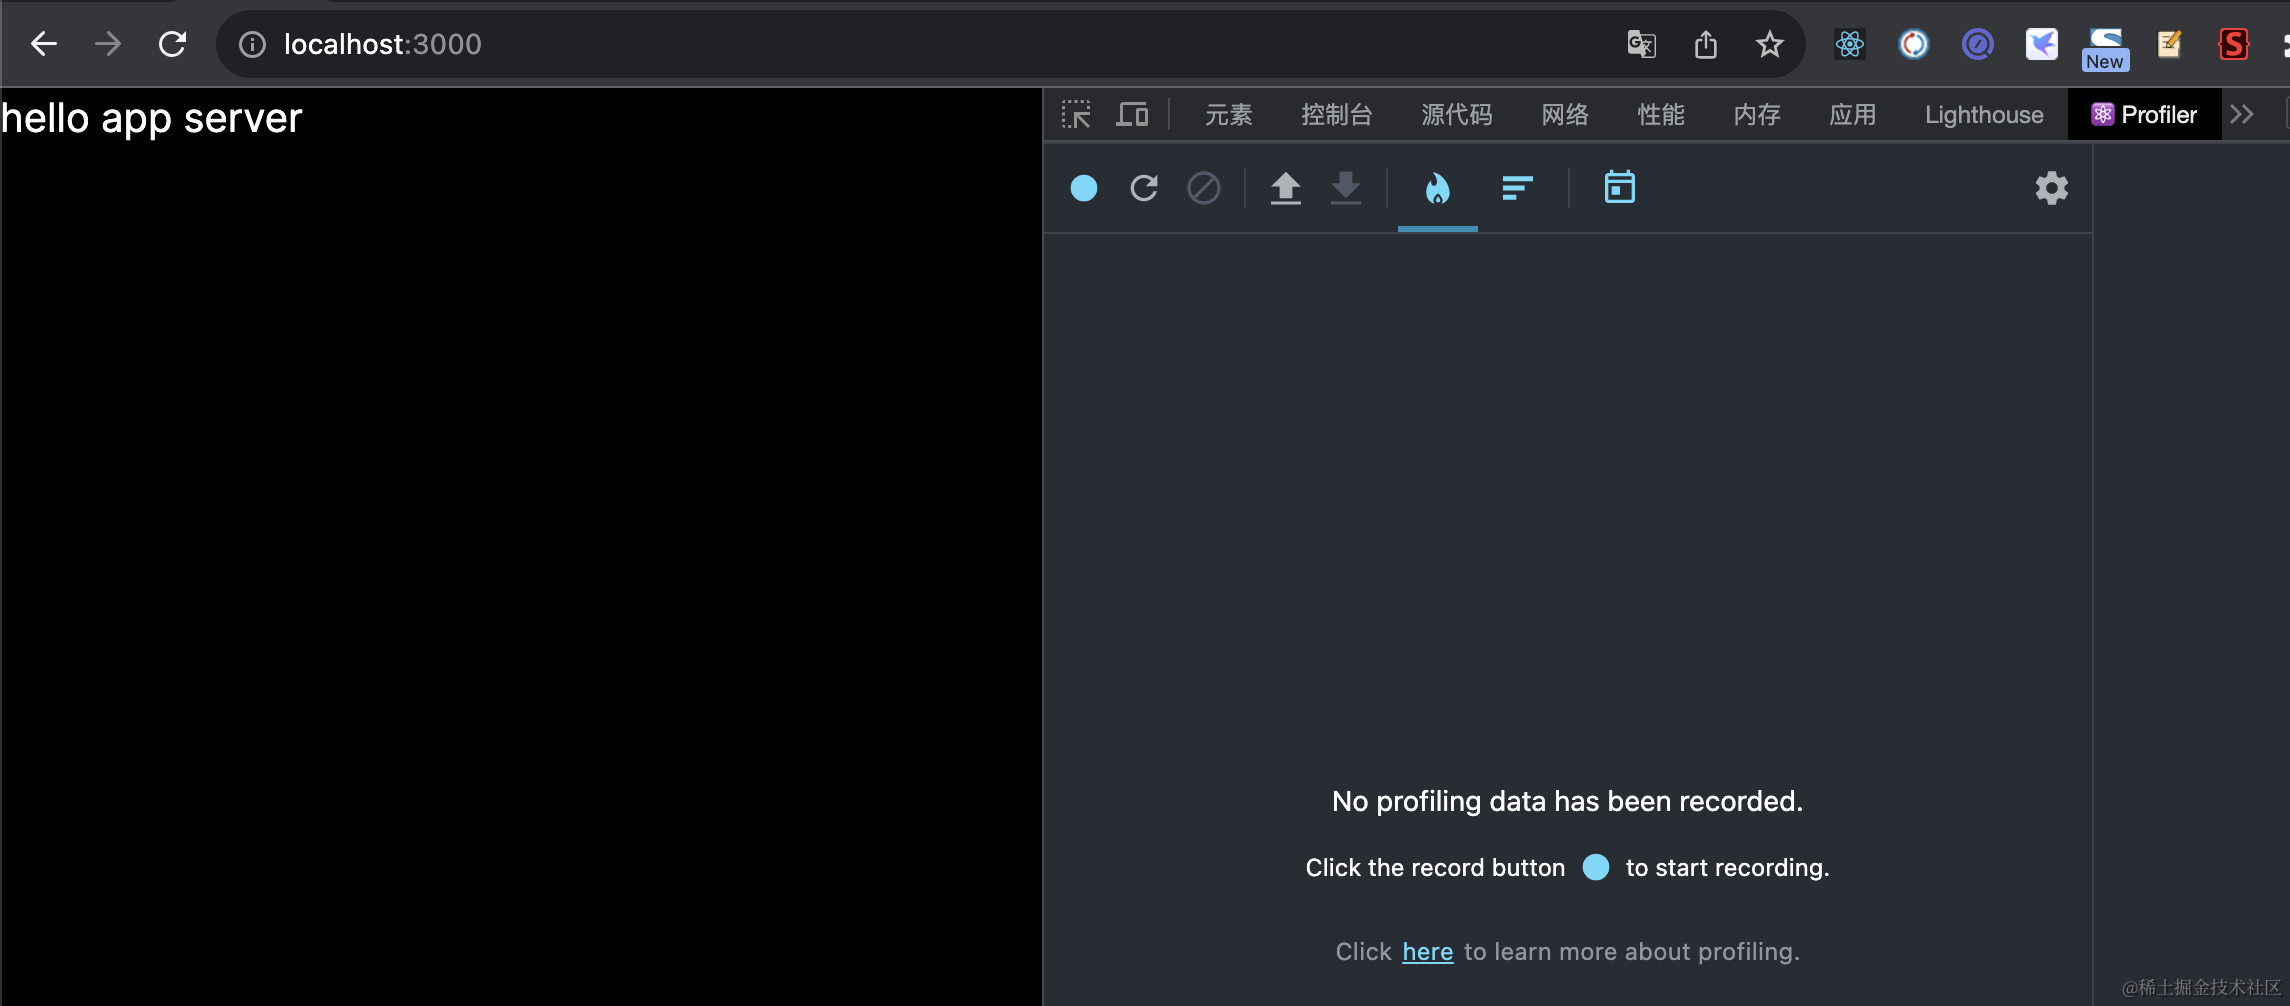 localhost:3000
New
hello app server
元素 控制台 源代码 网络 性能 内存 应用 Lighthouse Profiler
No profiling data has been recorded.
Click the record button to start recording.
Click here to learn more about profiling.
@稀土掘金技术社区